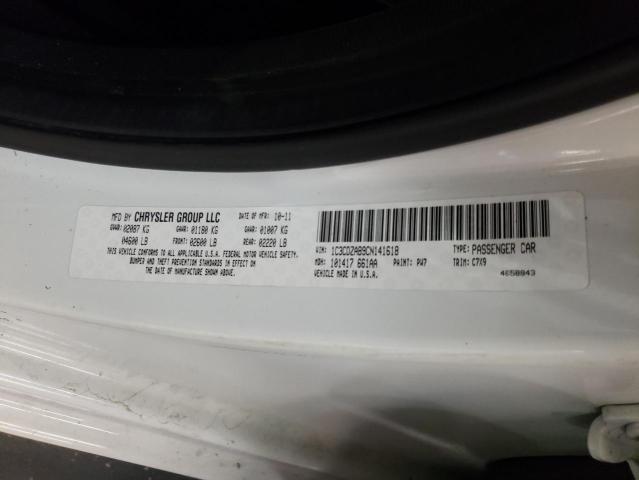 MFD BY CHRYSLER GROUP LLC DATE OF MFR: 10-11
GVWR: 02087 KG GAWR: 01180 KG GAWR: 01007 KG
04600 LB FRONT: 02600 LB REAR: 02220 LB
THIS VEHICLE CONFORMS TO ALL APPLICABLE U.S.A. FEDERAL MOTOR VEHICLE SAFETY,
BUMPER AND THEFT PREVENTION STANDARDS IN EFFECT ON
THE DATE OF MANUFACTURE SHOWN ABOVE.
VIN: 1C3CDZAB9CN141618 TYPE: PASSENGER CAR
MDH: 101417 661AA PAINT: PW7 TRIM: C7X9
VEHICLE MADE IN U.S.A. 4658843